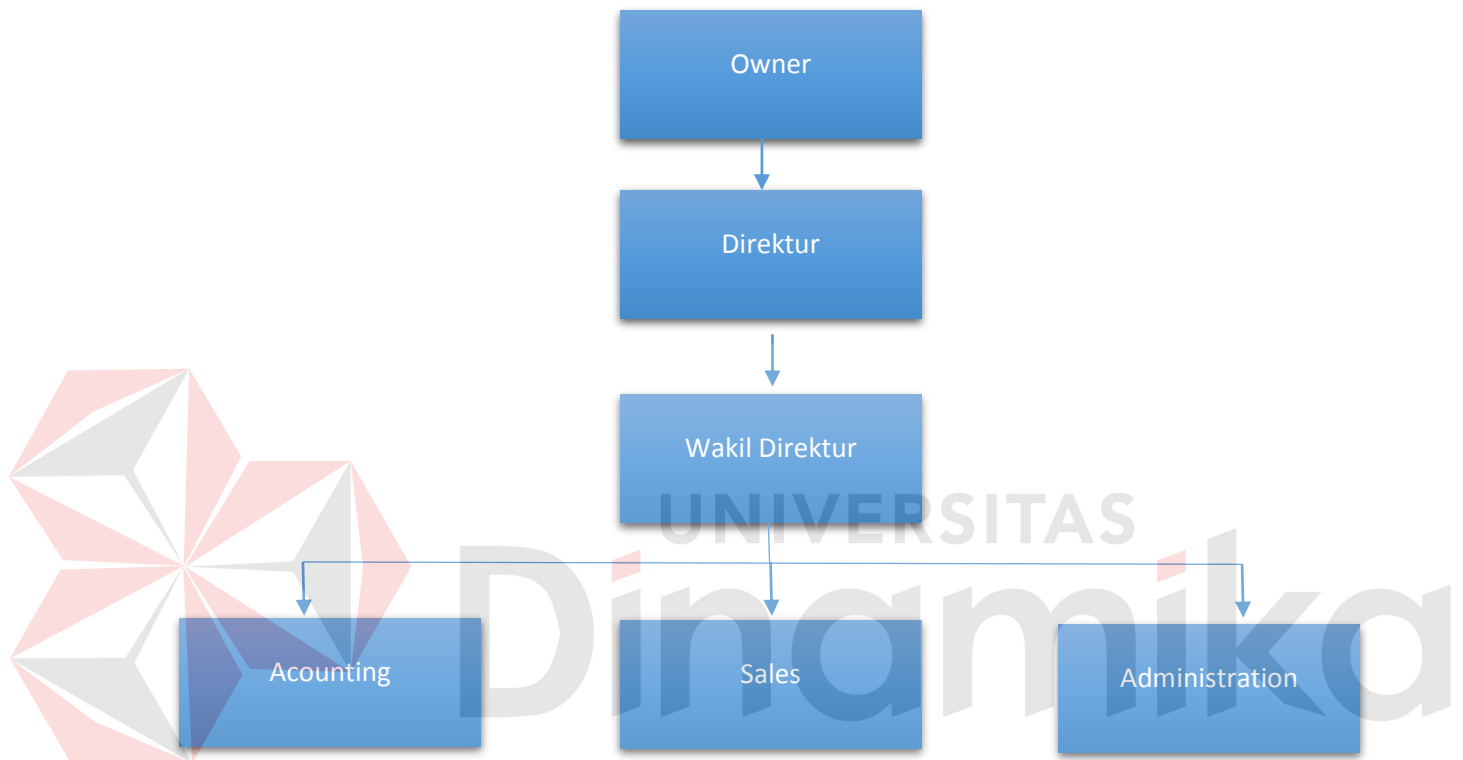 Owner
Direktur
Wakil Direktur
UNIVERSITAS
Dinamika
Acounting
Sales
Administration